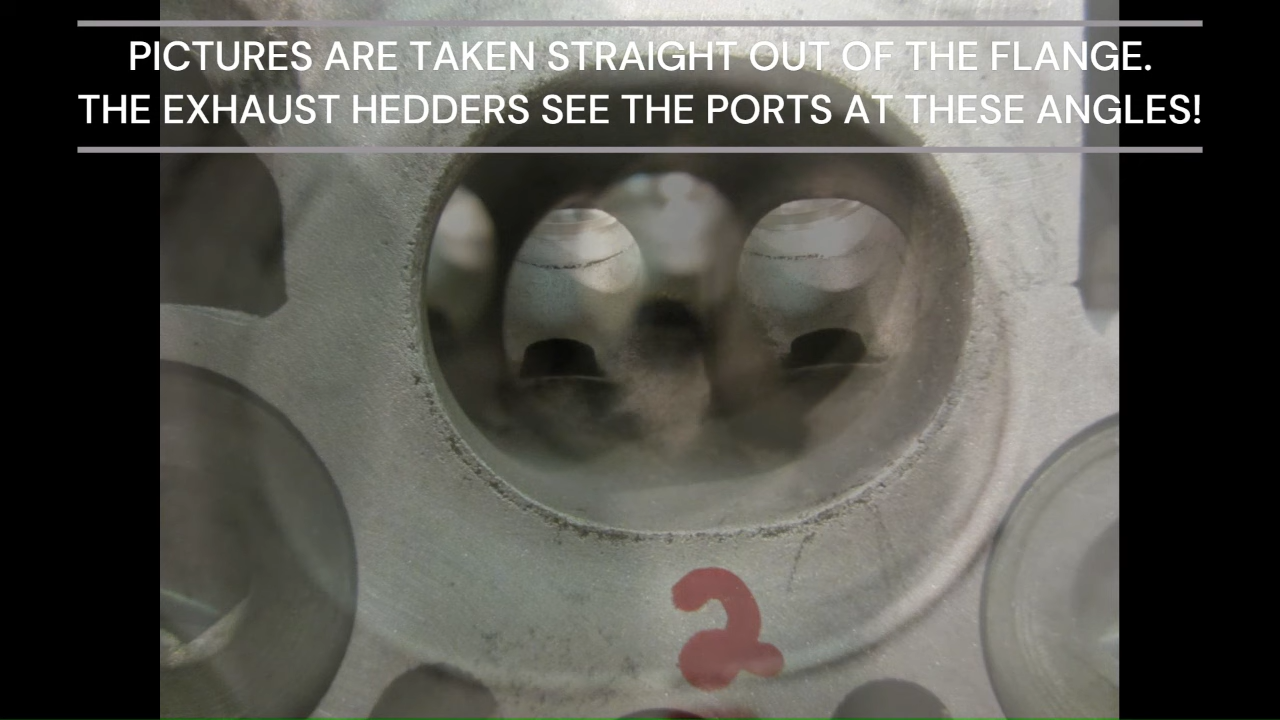 PICTURES ARE TAKEN STRAIGHT OUT OF THE FLANGE.
THE EXHAUST HEDDERS SEE THE PORTS AT THESE ANGLES!
2